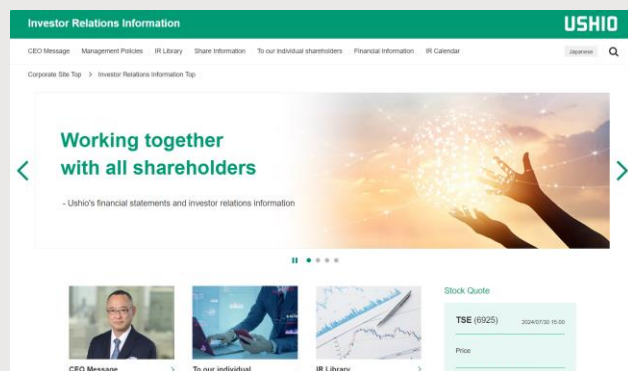 Investor Relations Information
USHIO
CEO Message Management Policies IR Library Share Information To our individual shareholders Financial Information IR Calendar
Japanese
Corporate Site Top > Investor Relations Information Top
Working together
with all shareholders
- Ushio's financial statements and investor relations information
Stock Quote
TSE (6925) 2024/07/30 15:00
Price
CEO Message > To our individual > IR Library >